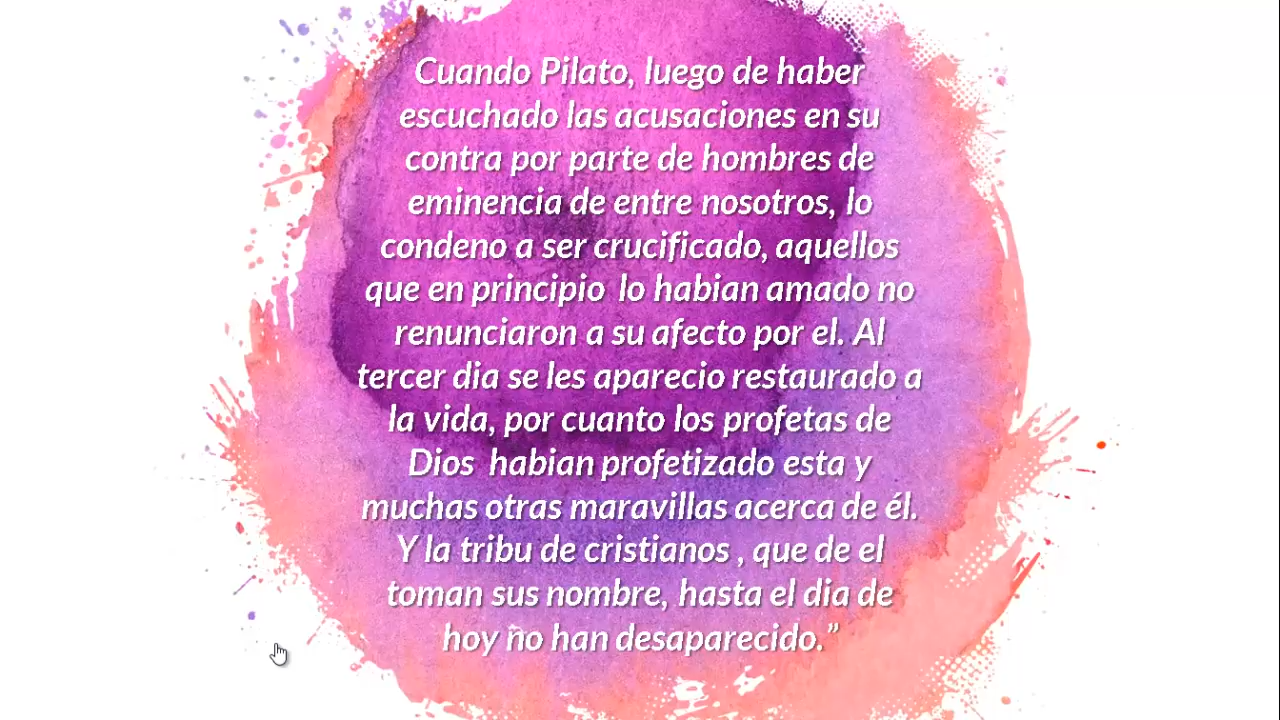 Cuando Pilato, luego de haber
escuchado las acusaciones en su
contra por parte de hombres de
eminencia de entre nosotros, lo
condeno a ser crucificado, aquellos
que en principio lo habian amado no
renunciaron a su afecto por el. Al
tercer dia se les aparecio restaurado a
la vida, por cuanto los profetas de
Dios habian profetizado esta y
muchas otras maravillas acerca de él.
Y la tribu de cristianos , que de el
toman sus nombre, hasta el dia de
hoy ño han desaparecido.”